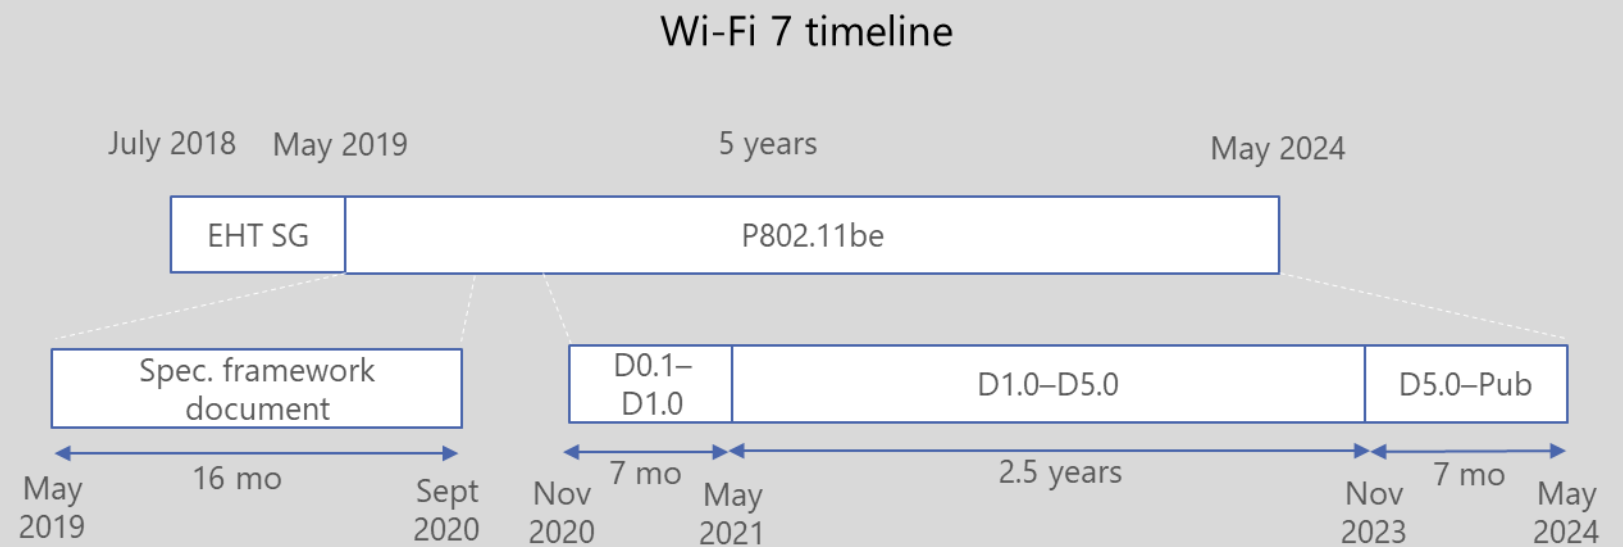 Wi-Fi 7 timeline
July 2018 May 2019 5 years May 2024
EHT SG P802.11be
Spec. framework
document
D0.1–
D1.0
D1.0–D5.0
D5.0–Pub
16 mo
7 mo
2.5 years
7 mo
May
2019
Sept
2020
Nov
2020
May
2021
Nov
2023
May
2024